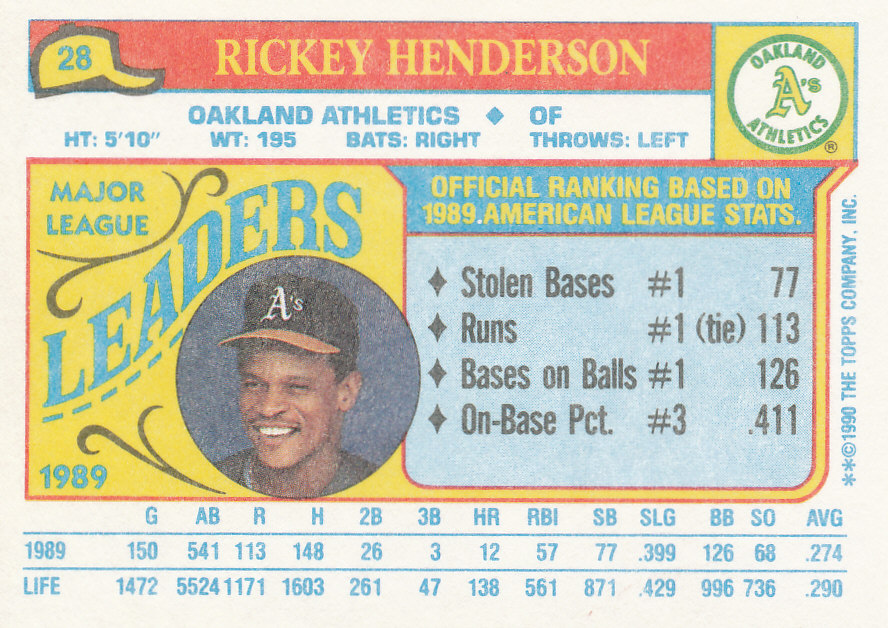 28
RICKEY HENDERSON
OAKLAND ATHLETICS ♦ OF
HT: 5'10" WT: 195 BATS: RIGHT THROWS: LEFT
OAKLAND
A's
ATHLETICS
®
MAJOR
LEAGUE
LEADERS
1989
A's
OFFICIAL RANKING BASED ON
1989 AMERICAN LEAGUE STATS.
♦ Stolen Bases #1 77
♦ Runs #1 (tie) 113
♦ Bases on Balls #1 126
♦ On-Base Pct. #3 .411
**©1990 THE TOPPS COMPANY, INC.
G AB R H 2B 3B HR RBI SB SLG BB SO AVG
1989 150 541 113 148 26 3 12 57 77 .399 126 68 .274
LIFE 1472 5524 1171 1603 261 47 138 561 871 .429 996 736 .290